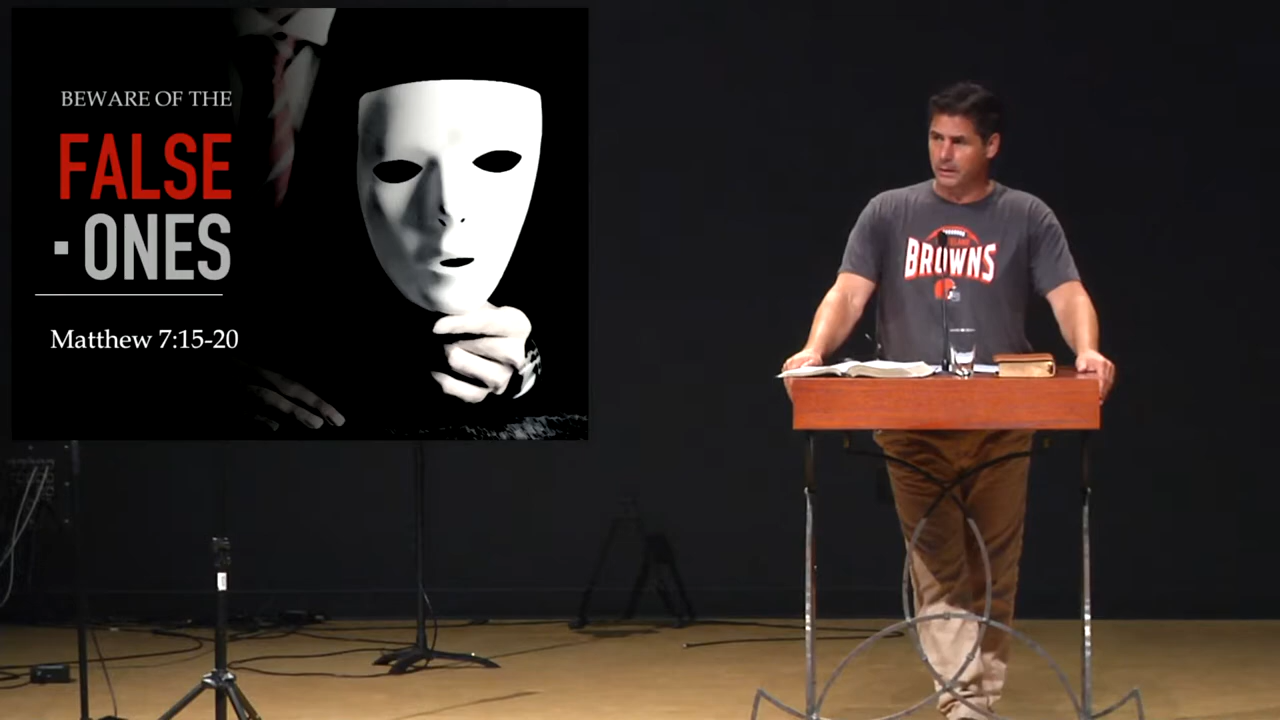 BEWARE OF THE
FALSE
▪ ONES
Matthew 7:15-20
BROWNS